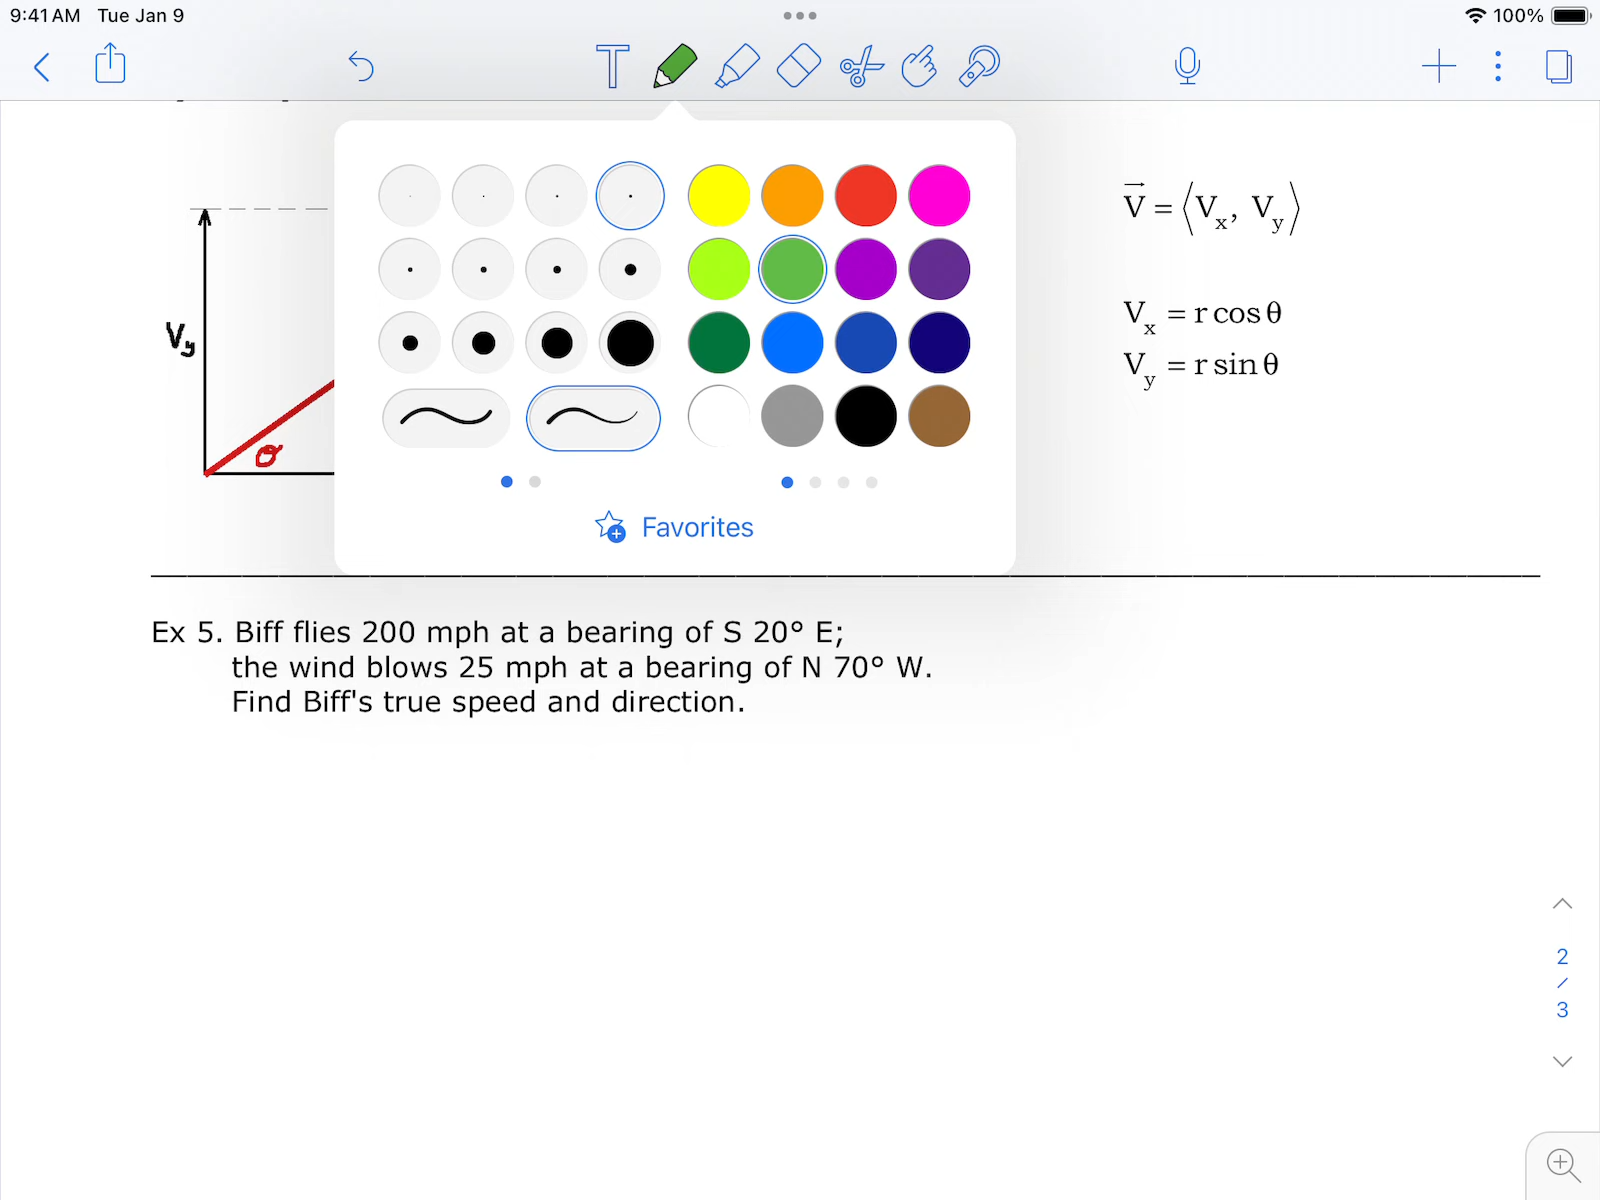 9:41 AM Tue Jan 9
100%
T
V = ⟨Vx, Vy⟩
Vy
Vx = r cos θ
Vy = r sin θ
θ
Favorites
Ex 5. Biff flies 200 mph at a bearing of S 20° E;
the wind blows 25 mph at a bearing of N 70° W.
Find Biff's true speed and direction.
2
/
3